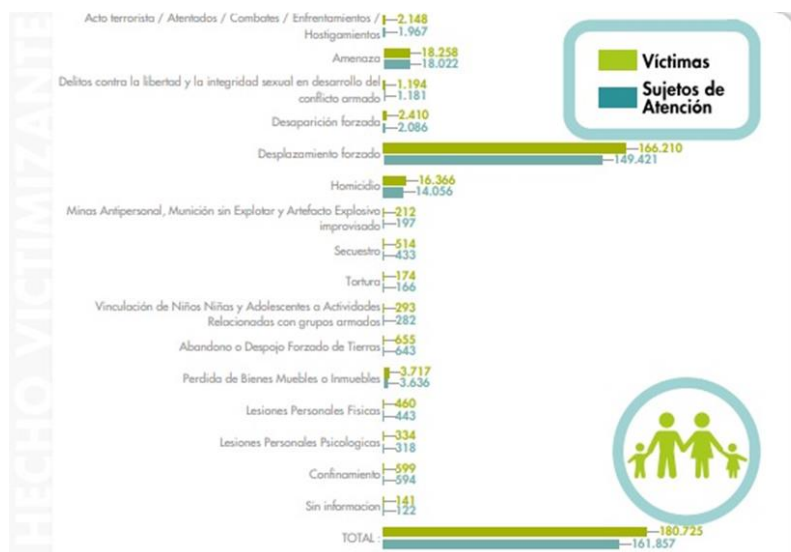 HECHO VICTIMIZANTE
Acto terrorista / Atentados / Combates / Enfrentamientos /
Hostigamientos
2.148
1.967
Amenaza
18.258
18.022
Delitos contra la libertad y la integridad sexual en desarrollo del
conflicto armado
1.194
1.181
Desaparición forzada
2.410
2.086
Desplazamiento forzado
166.210
149.421
Homicidio
16.366
14.056
Minas Antipersonal, Munición sin Explotar y Artefacto Explosivo
improvisado
212
197
Secuestro
514
433
Tortura
174
166
Vinculación de Niños Niñas y Adolescentes a Actividades
Relacionadas con grupos armados
293
282
Abandono o Despojo Forzado de Tierras
655
643
Perdida de Bienes Muebles o Inmuebles
3.717
3.636
Lesiones Personales Fisicas
460
443
Lesiones Personales Psicologicas
334
318
Confinamiento
599
594
Sin informacion
141
122
TOTAL :
180.725
161.857
Víctimas
Sujetos de
Atención